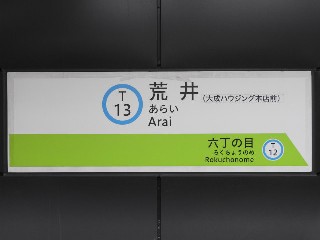 T
13
荒井
(大成ハウジング本店前)
あらい
Arai
六丁の目
ろくちょうのめ
Rokuchonome
T
12